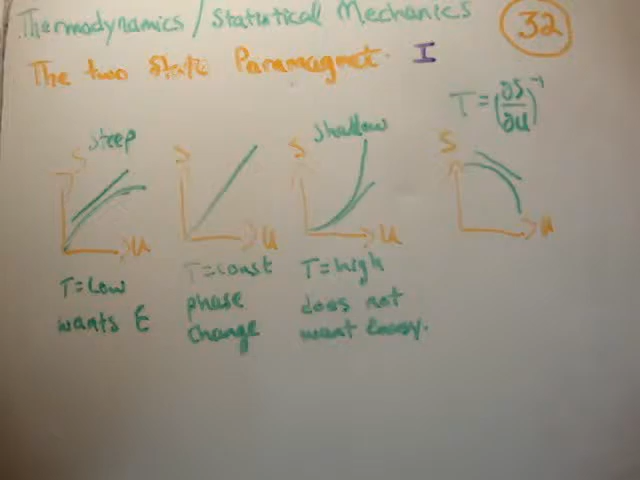 Thermodynamics / Statistical Mechanics
32
The two State Paramagnet. I
T = (∂S/∂U)⁻¹
Steep
S
U
T = Low
wants E
S
U
T = const
phase
change
Shallow
S
U
T = high
does not
want Energy.
S
U